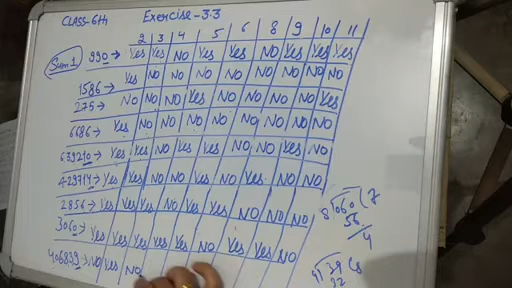 CLASS-6th Exercise-3.3
2 3 4 5 6 8 9 10 11
Sum1
990→ Yes Yes NO Yes Yes NO Yes Yes Yes
1586→ Yes NO NO NO NO NO NO NO NO
275→ NO NO NO Yes NO NO NO NO Yes
6686→ Yes NO NO NO NO NO NO NO NO
639210→ Yes Yes NO Yes Yes NO NO Yes NO
429714→ Yes Yes NO NO Yes NO Yes NO NO
2856→ Yes Yes Yes NO Yes Yes NO NO NO
3060→ Yes Yes Yes Yes Yes NO Yes Yes NO
406839→ NO Yes NO
8 060 7
56
4
39
32